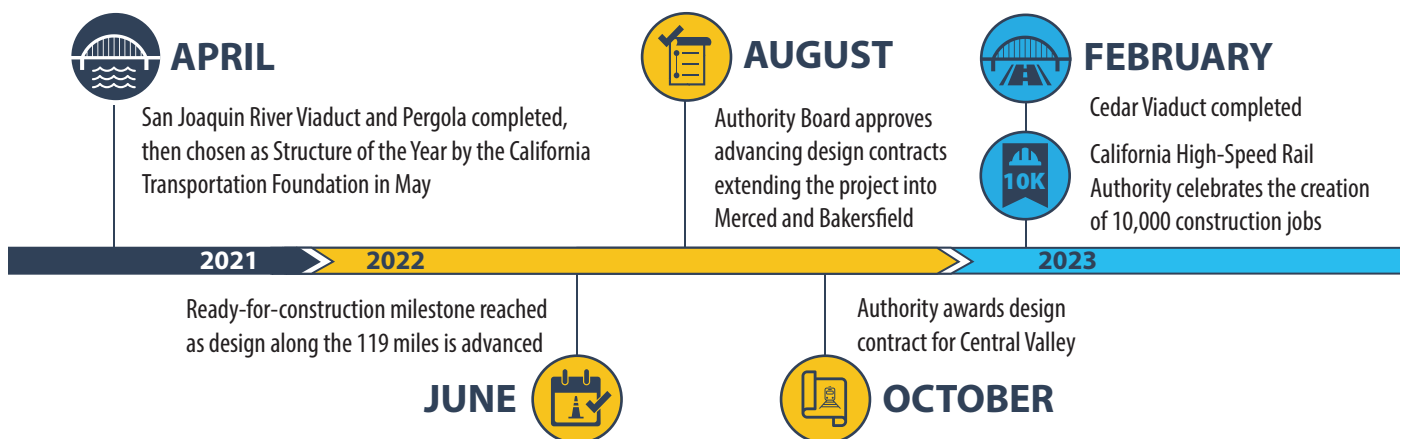 APRIL
San Joaquin River Viaduct and Pergola completed,
then chosen as Structure of the Year by the California
Transportation Foundation in May
AUGUST
Authority Board approves
advancing design contracts
extending the project into
Merced and Bakersfield
FEBRUARY
Cedar Viaduct completed
10K
California High-Speed Rail
Authority celebrates the creation
of 10,000 construction jobs
2021
2022
2023
Ready-for-construction milestone reached
as design along the 119 miles is advanced
JUNE
Authority awards design
contract for Central Valley
OCTOBER